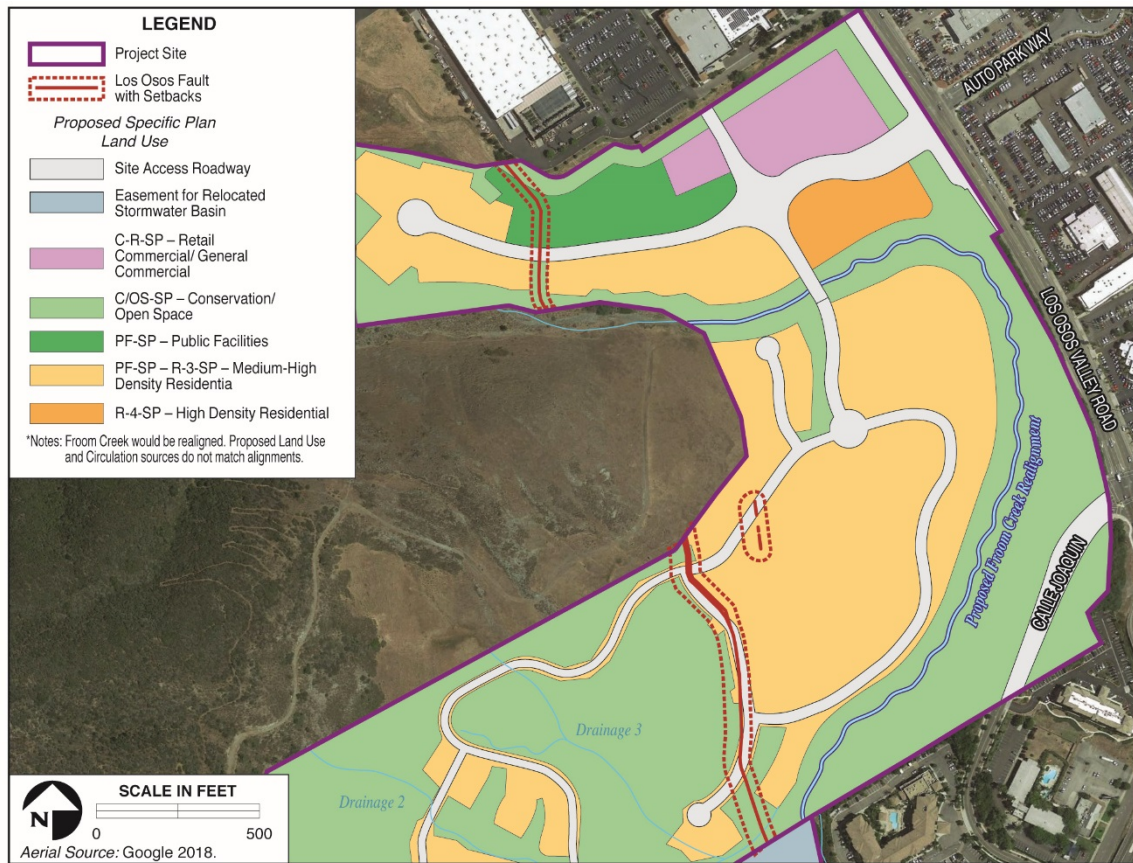 LEGEND
Project Site
Los Osos Fault
with Setbacks
Proposed Specific Plan
Land Use
Site Access Roadway
Easement for Relocated
Stormwater Basin
C-R-SP – Retail
Commercial/ General
Commercial
C/OS-SP – Conservation/
Open Space
PF-SP – Public Facilities
PF-SP – R-3-SP – Medium-High
Density Residentia
R-4-SP – High Density Residential
*Notes: Froom Creek would be realigned. Proposed Land Use
and Circulation sources do not match alignments.
AUTO PARK WAY
LOS OSOS VALLEY ROAD
Proposed Froom Creek Realignment
CALLE JOAQUIN
Drainage 3
Drainage 2
N
SCALE IN FEET
0 500
Aerial Source: Google 2018.